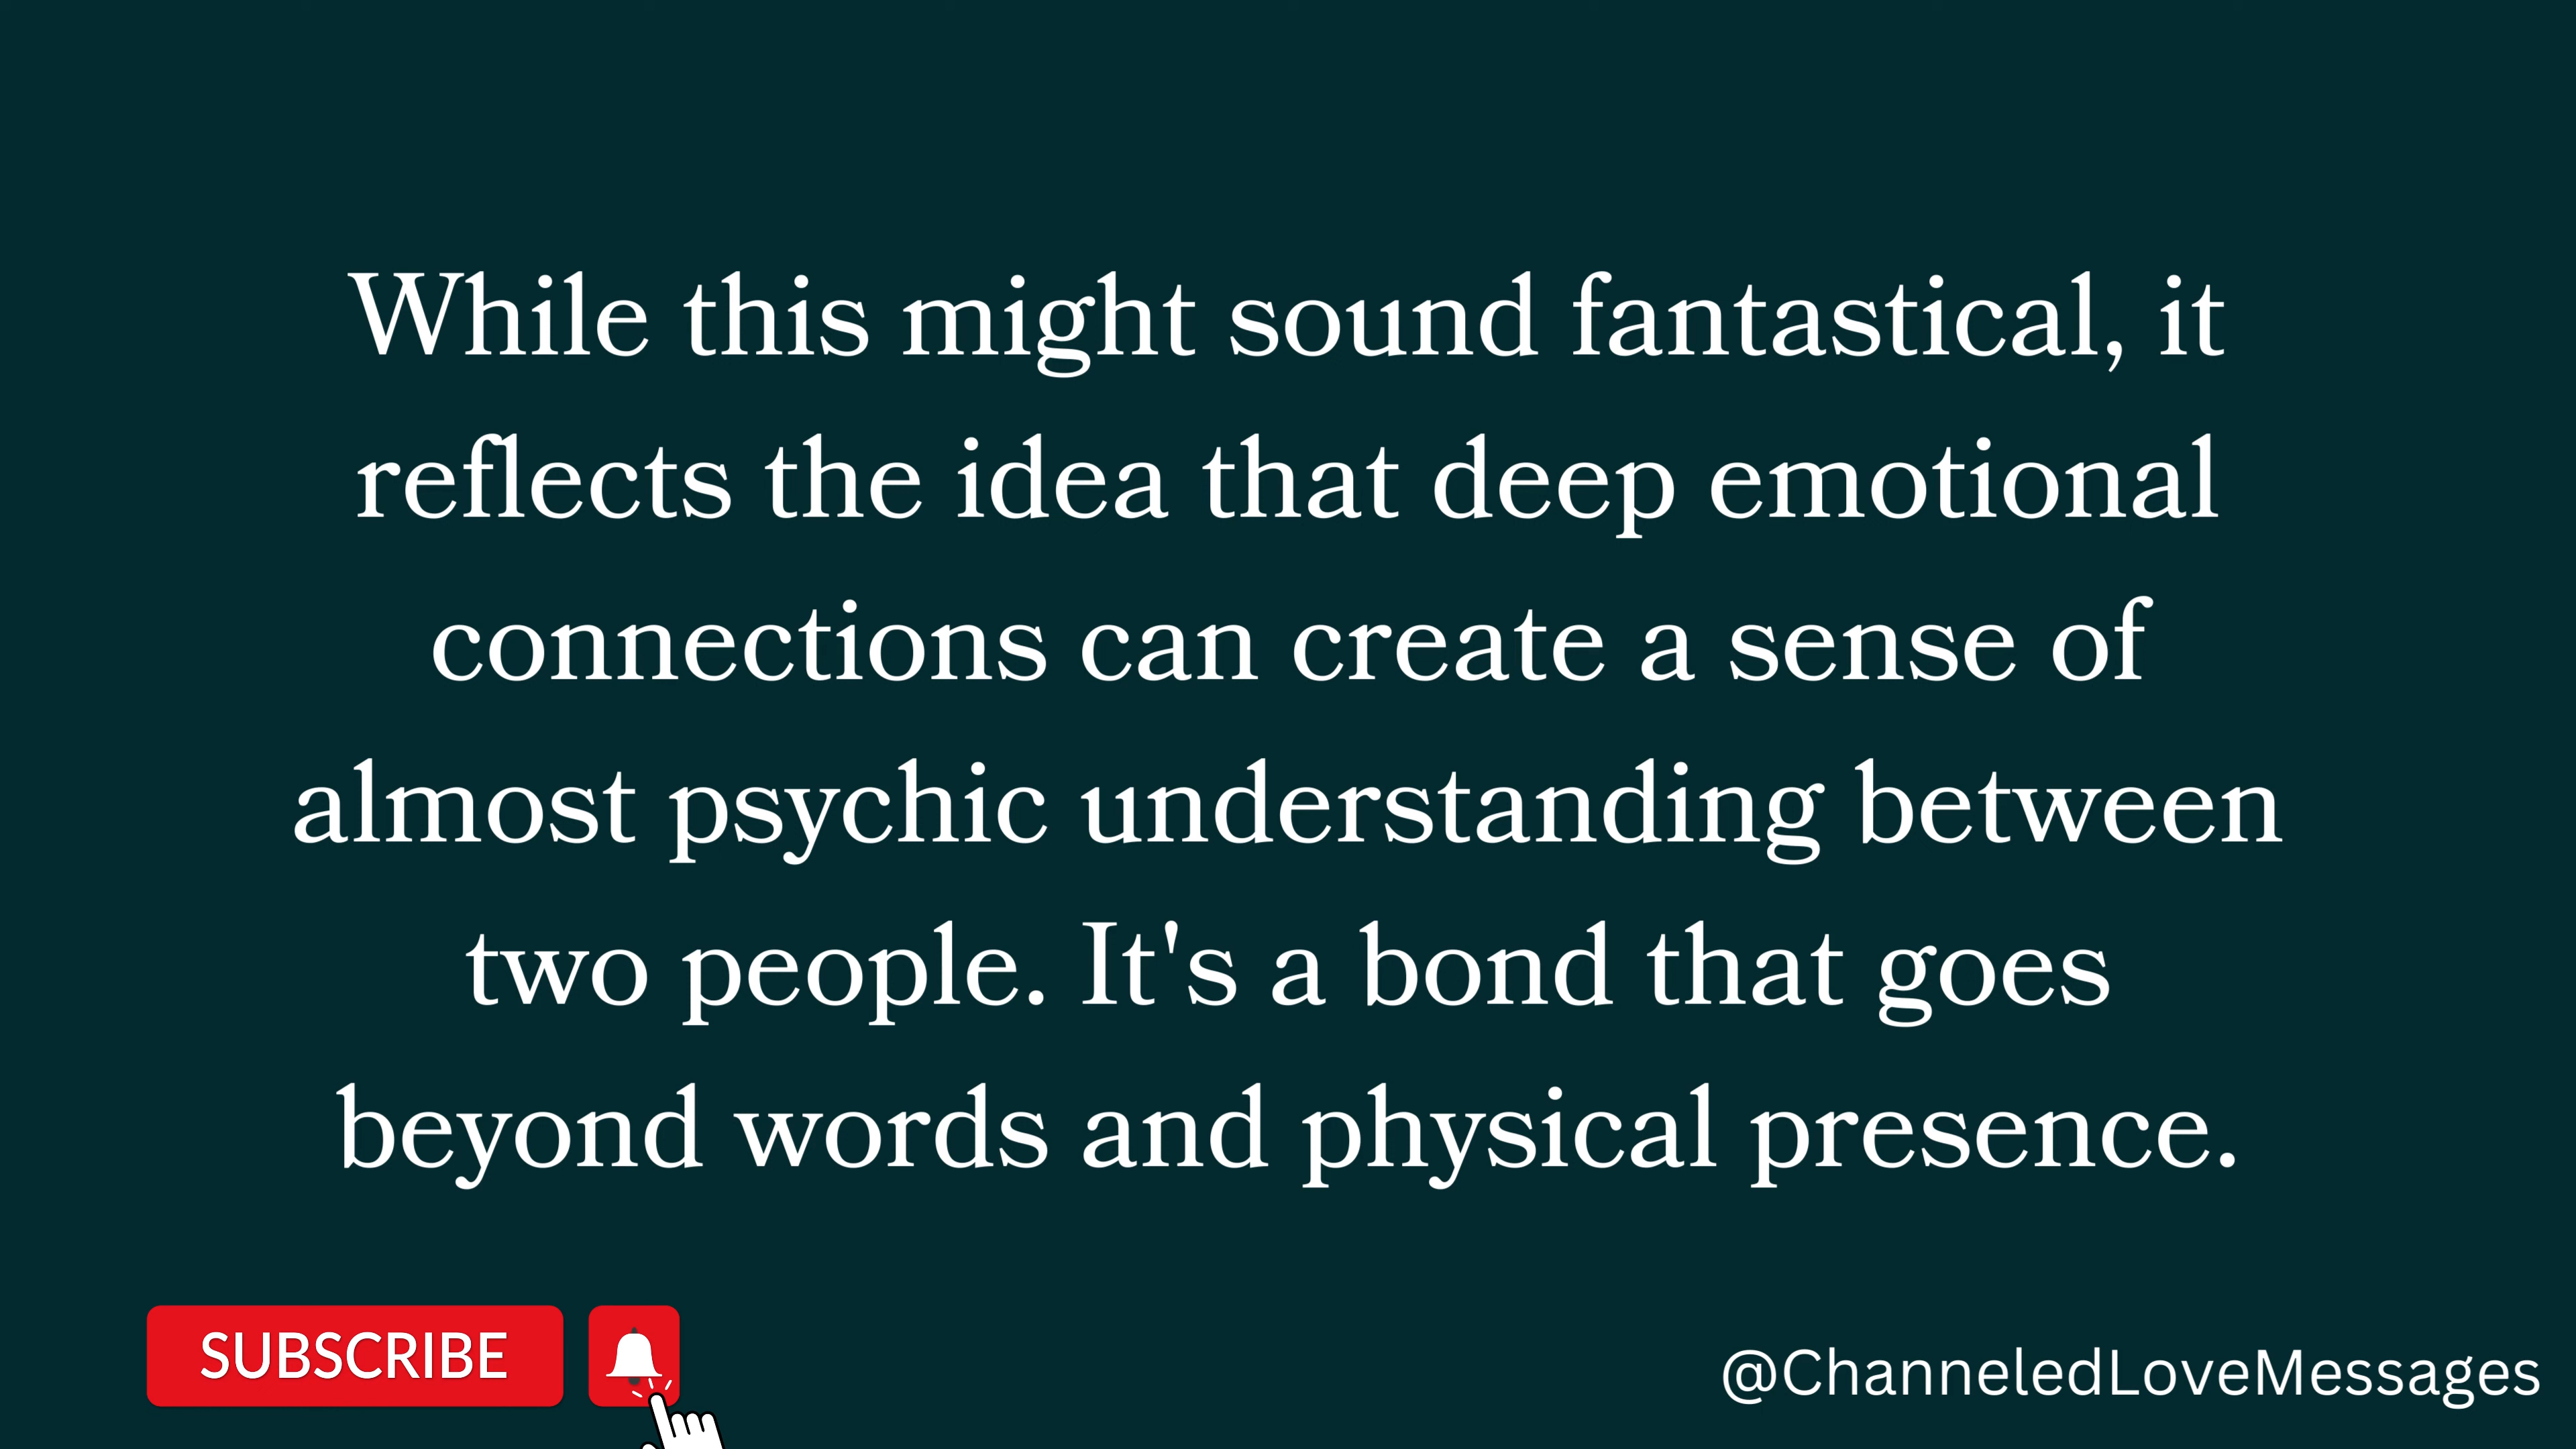 While this might sound fantastical, it
reflects the idea that deep emotional
connections can create a sense of
almost psychic understanding between
two people. It's a bond that goes
beyond words and physical presence.
SUBSCRIBE
@ChanneledLoveMessages